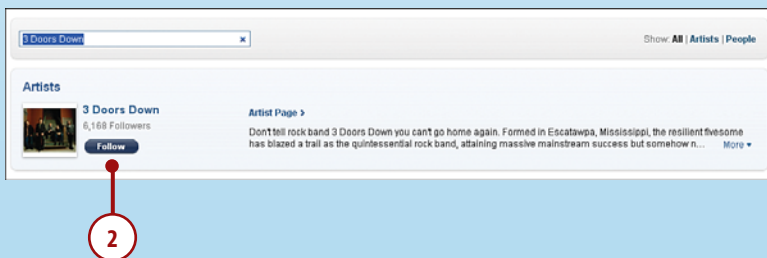 3 Doors Down
Show: All | Artists | People
Artists
3 Doors Down
6,168 Followers
Follow
Artist Page >
Don't tell rock band 3 Doors Down you can't go home again. Formed in Escatawpa, Mississippi, the resilient fivesome
has blazed a trail as the quintessential rock band, attaining massive mainstream success but somehow n... More
2